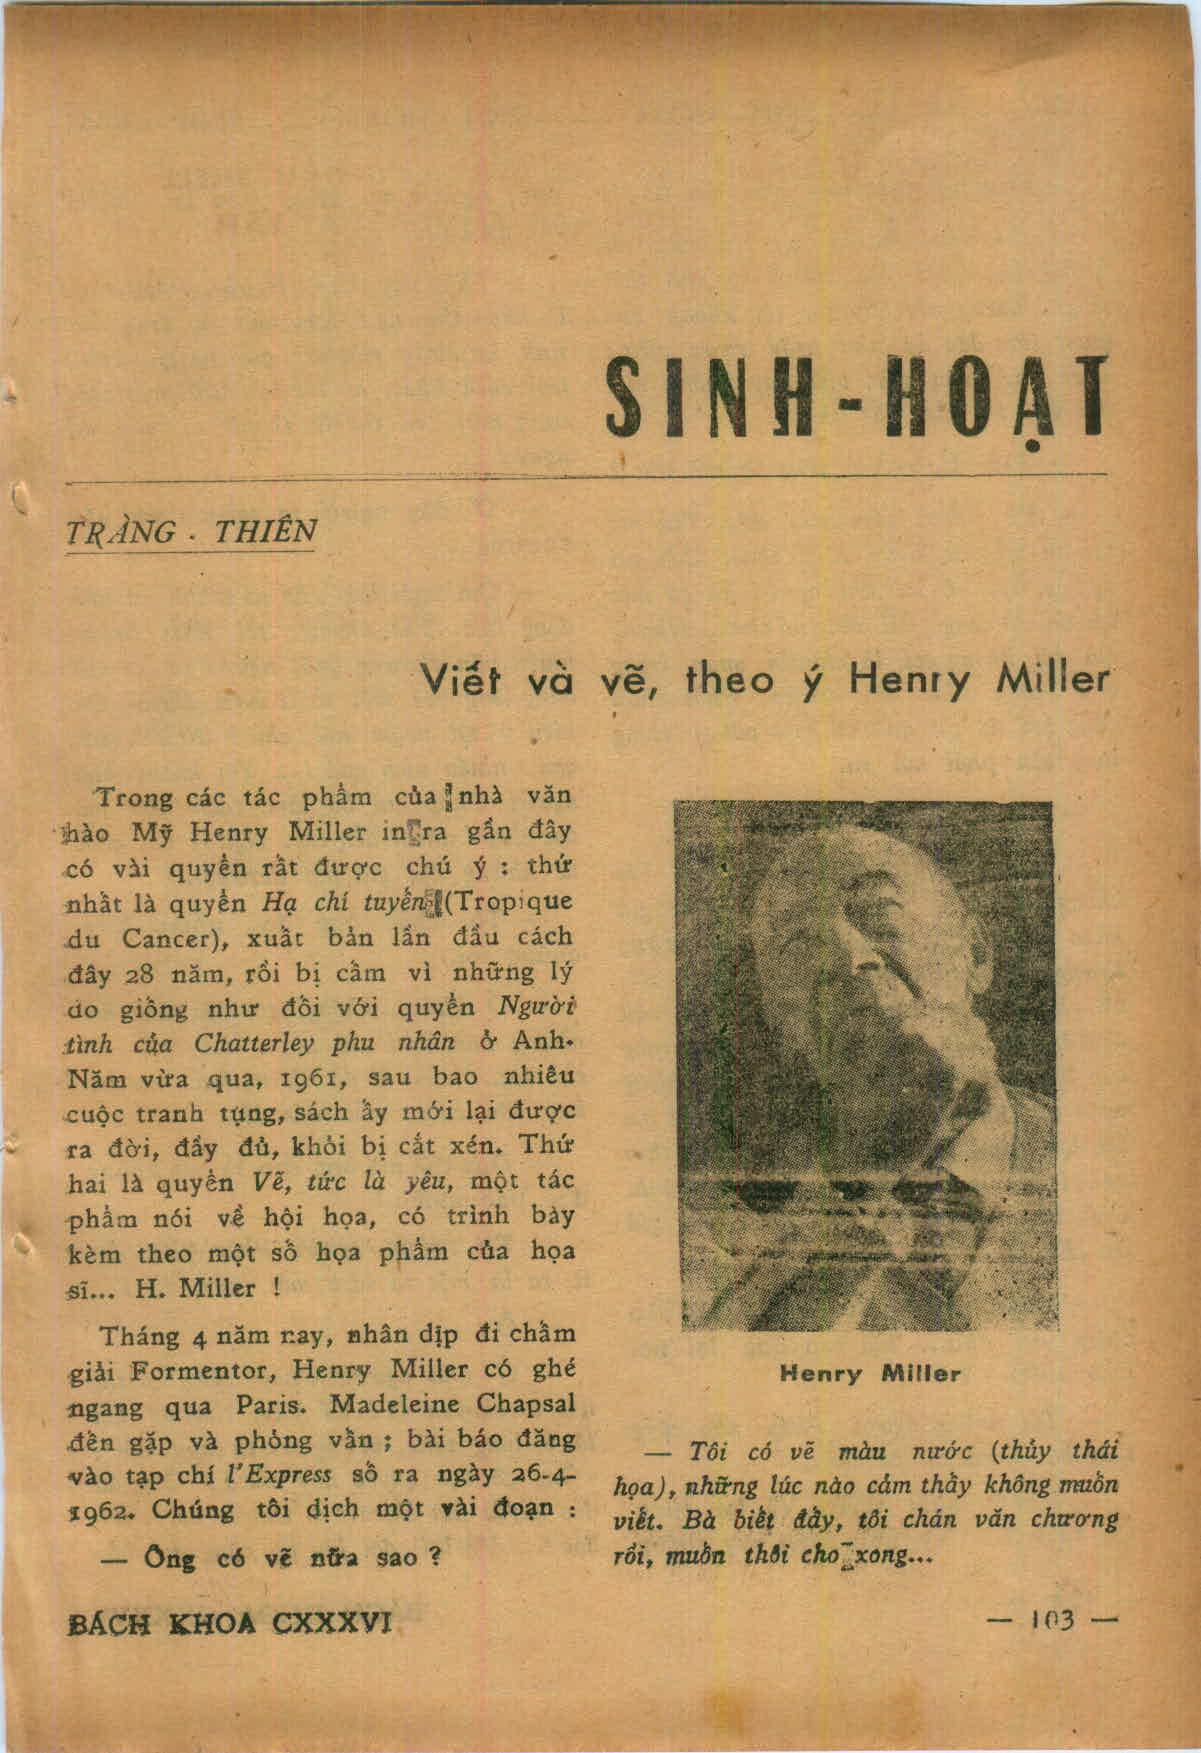 SINH-HOẠT
TRÀNG - THIÊN
Viết và vẽ, theo ý Henry Miller
Trong các tác phẩm của nhà văn
hào Mỹ Henry Miller in ra gần đây
có vài quyển rất được chú ý : thứ
nhất là quyển Hạ chí tuyến (Tropique
du Cancer), xuất bản lần đầu cách
đây 28 năm, rồi bị cấm vì những lý
do giống như đối với quyển Người
tình của Chatterley phu nhân ở Anh.
Năm vừa qua, 1961, sau bao nhiêu
cuộc tranh tụng, sách ấy mới lại được
ra đời, đầy đủ, khỏi bị cắt xén. Thứ
hai là quyển Vẽ, tức là yêu, một tác
phẩm nói về hội họa, có trình bày
kèm theo một số họa phẩm của họa
sĩ... H. Miller !
Tháng 4 năm nay, nhân dịp đi chấm
giải Formentor, Henry Miller có ghé
ngang qua Paris. Madeleine Chapsal
đến gặp và phỏng vấn ; bài báo đăng
vào tạp chí l'Express số ra ngày 26-4-
1962. Chúng tôi dịch một vài đoạn :
— Ông có vẽ nữa sao ?
Henry Miller
— Tôi có vẽ màu nước (thủy thái
họa), những lúc nào cảm thấy không muốn
viết. Bà biết đấy, tôi chán văn chương
rồi, muốn thôi cho xong...
BÁCH KHOA CXXXVI
— 103 —